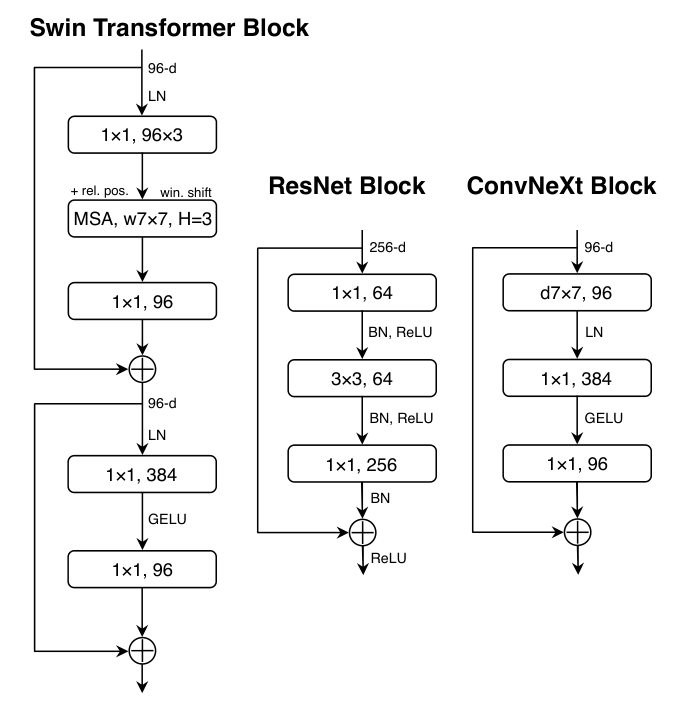 Swin Transformer Block
96-d
LN
1×1, 96×3
+ rel. pos.
win. shift
MSA, w7×7, H=3
1×1, 96
96-d
LN
1×1, 384
GELU
1×1, 96
ResNet Block
256-d
1×1, 64
BN, ReLU
3×3, 64
BN, ReLU
1×1, 256
BN
ReLU
ConvNeXt Block
96-d
d7×7, 96
LN
1×1, 384
GELU
1×1, 96